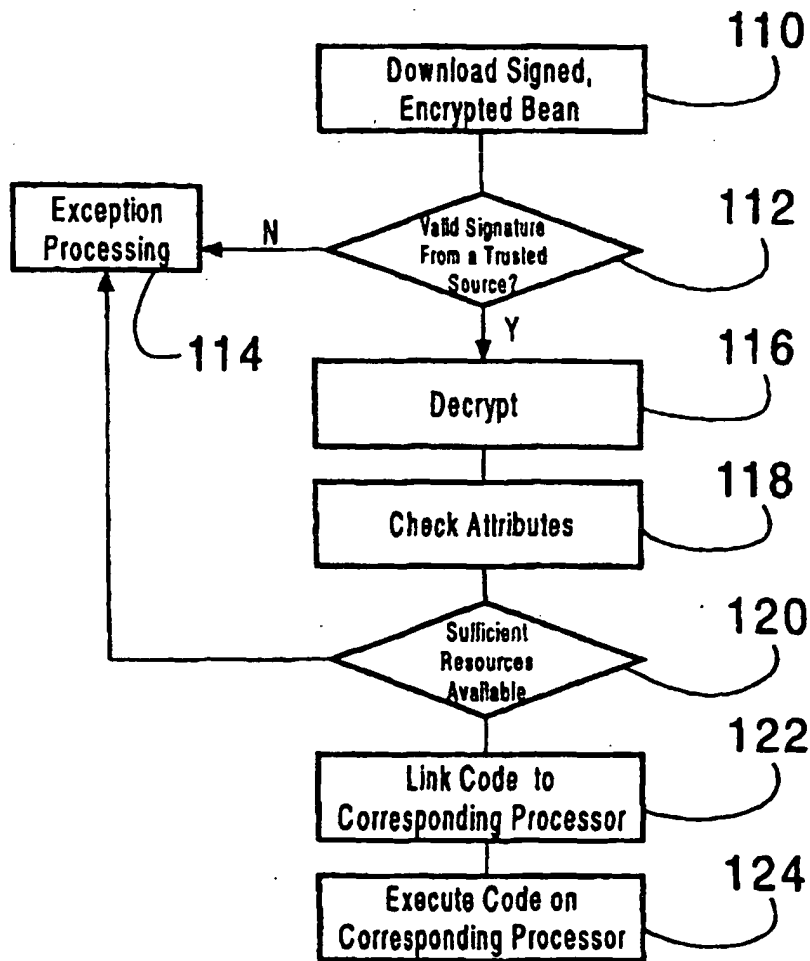 110
Download Signed,
Encrypted Bean
112
Valid Signature
From a Trusted
Source?
N
Exception
Processing
114
Y
116
Decrypt
118
Check Attributes
120
Sufficient
Resources
Available
122
Link Code to
Corresponding Processor
124
Execute Code on
Corresponding Processor